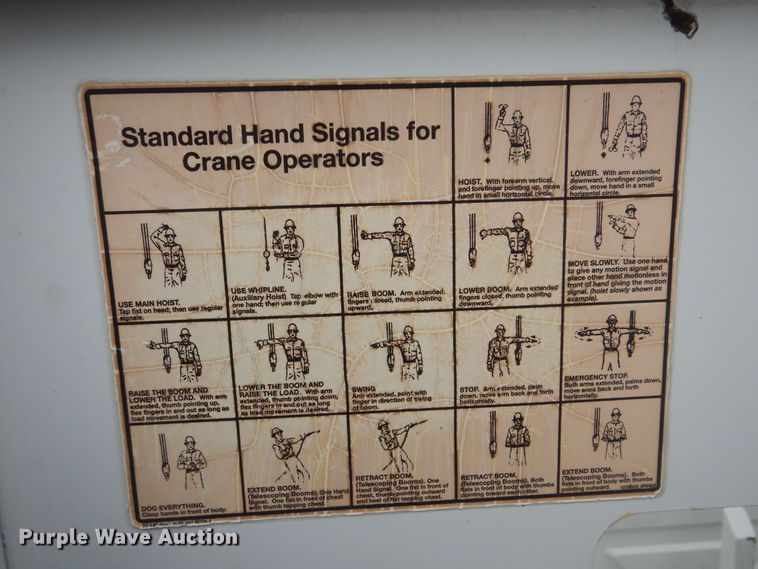 Standard Hand Signals for
Crane Operators
HOIST. With forearm vertical,
and forefinger pointing up, move
hand in small horizontal circle.
LOWER. With arm extended
downward, forefinger pointing
down, move hand in a small
horizontal circle.
USE MAIN HOIST.
Tap fist on head; then use regular
signals.
USE WHIPLINE.
(Auxiliary Hoist) Tap elbow with
one hand; then use regular
signals.
RAISE BOOM. Arm extended,
fingers closed, thumb pointing
upward.
LOWER BOOM. Arm extended
fingers closed, thumb pointing
downward.
MOVE SLOWLY. Use one hand
to give any motion signal and
place other hand motionless in
front of hand giving the motion
signal. (hoist slowly shown as
example).
RAISE THE BOOM AND
LOWER THE LOAD. With arm
extended, thumb pointing up,
flex fingers in and out as long as
load movement is desired.
LOWER THE BOOM AND
RAISE THE LOAD. With arm
extended, thumb pointing down,
flex fingers in and out as long
as load movement is desired.
SWING
Arm extended, point with
finger in direction of swing
of boom.
STOP. Arm extended, palm
down, move arm back and forth
horizontally.
EMERGENCY STOP.
Both arms extended, palms down,
move arms back and forth
horizontally.
DOG EVERYTHING.
Clasp hands in front of body.
EXTEND BOOM.
(Telescoping Booms). One Hand
Signal. One fist in front of chest
with thumb tapping chest.
RETRACT BOOM.
(Telescoping Booms). One
Hand Signal. One fist in front of
chest, thumb pointing outward
and heel of fist tapping chest.
RETRACT BOOM.
(Telescoping Booms). Both
fists in front of body with thumbs
pointing toward each other.
EXTEND BOOM.
(Telescoping Booms). Both
fists in front of body with thumbs
pointing outward.
DO NOT PAINT OVER ANY DECALS
Purple Wave Auction